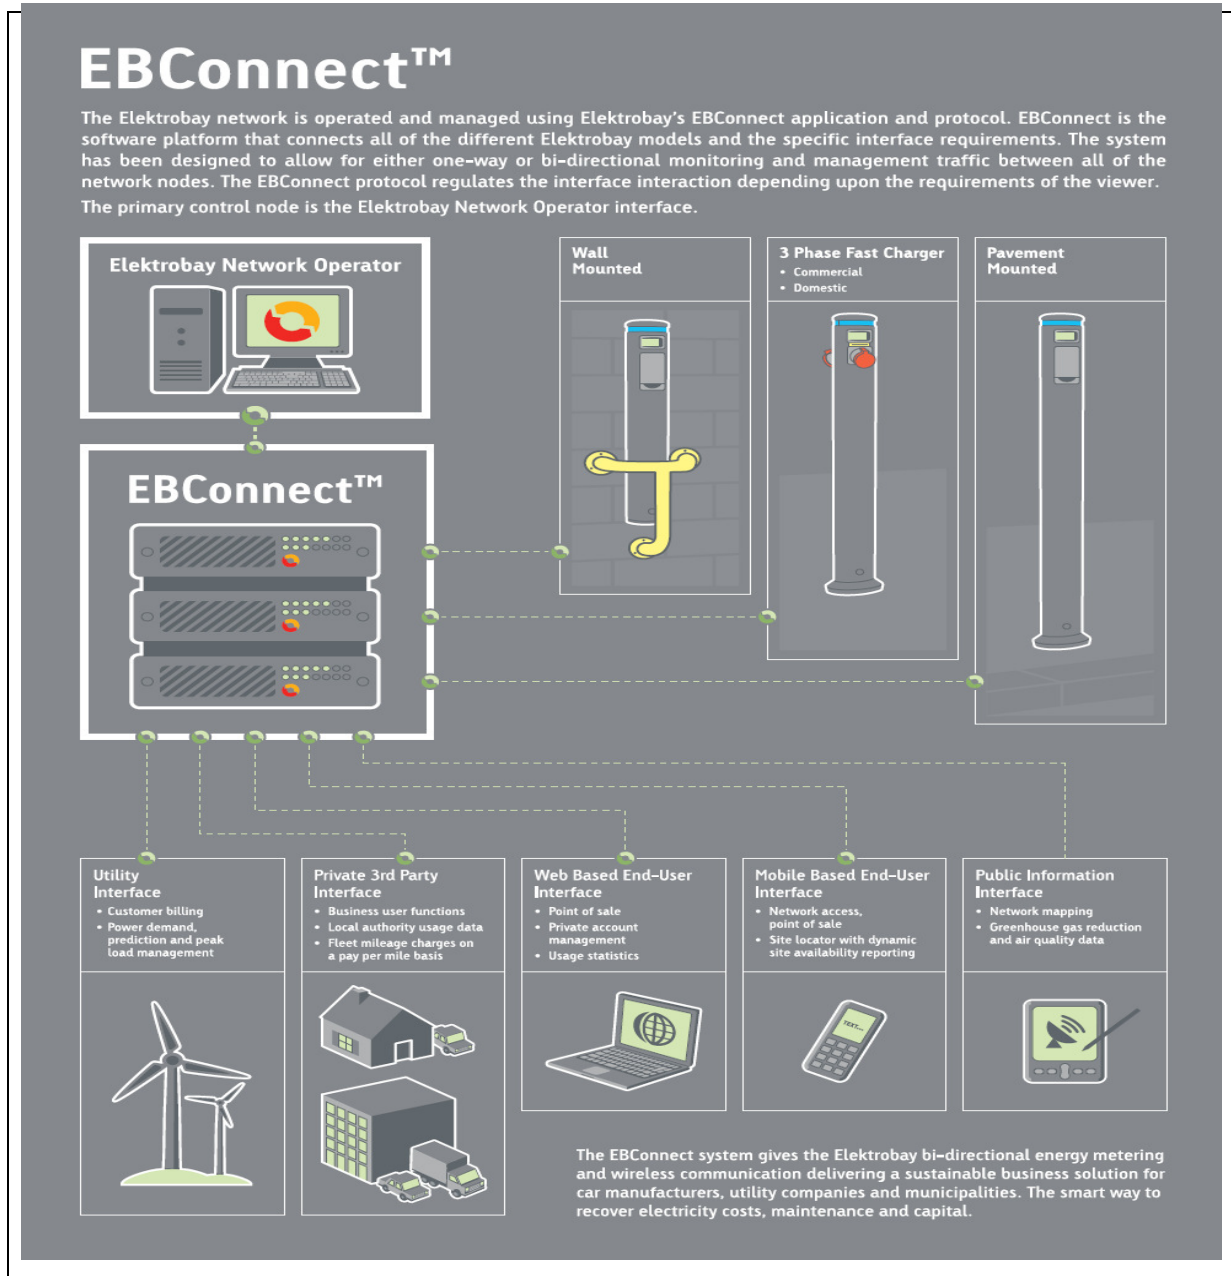 EBConnect™
The Elektrobay network is operated and managed using Elektrobay's EBConnect application and protocol. EBConnect is the
software platform that connects all of the different Elektrobay models and the specific interface requirements. The system
has been designed to allow for either one-way or bi-directional monitoring and management traffic between all of the
network nodes. The EBConnect protocol regulates the interface interaction depending upon the requirements of the viewer.
The primary control node is the Elektrobay Network Operator interface.
Elektrobay Network Operator
Wall
Mounted
3 Phase Fast Charger
• Commercial
• Domestic
Pavement
Mounted
EBConnect™
Utility
Interface
• Customer billing
• Power demand,
prediction and peak
load management
Private 3rd Party
Interface
• Business user functions
• Local authority usage data
• Fleet mileage charges on
a pay per mile basis
Web Based End-User
Interface
• Point of sale
• Private account
management
• Usage statistics
Mobile Based End-User
Interface
• Network access,
point of sale
• Site locator with dynamic
site availability reporting
Public Information
Interface
• Network mapping
• Greenhouse gas reduction
and air quality data
TEXT...
The EBConnect system gives the Elektrobay bi-directional energy metering
and wireless communication delivering a sustainable business solution for
car manufacturers, utility companies and municipalities. The smart way to
recover electricity costs, maintenance and capital.